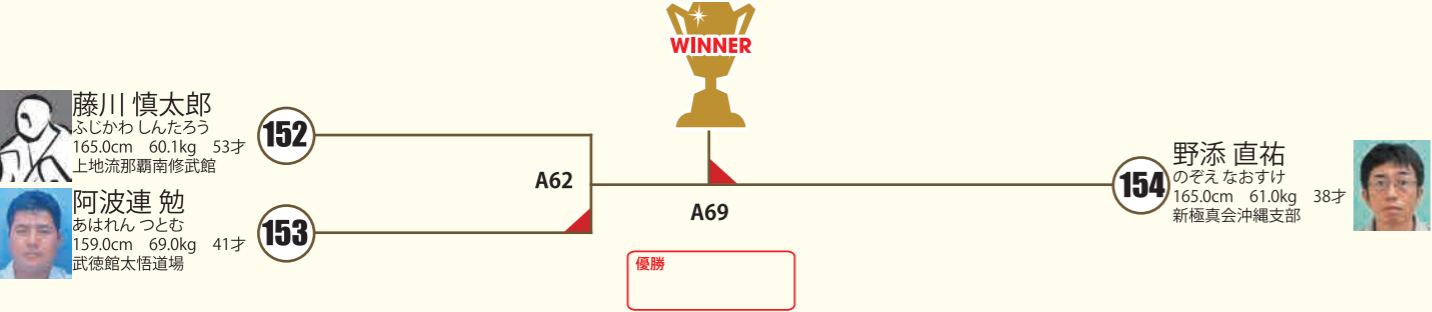 WINNER
藤川 慎太郎
ふじかわ しんたろう
165.0cm 60.1kg 53才
上地流那覇南修武館
152
阿波連 勉
あはれん つとむ
159.0cm 69.0kg 41才
武徳館太悟道場
153
A62
A69
優勝
154
野添 直祐
のぞえ なおすけ
165.0cm 61.0kg 38才
新極真会沖縄支部